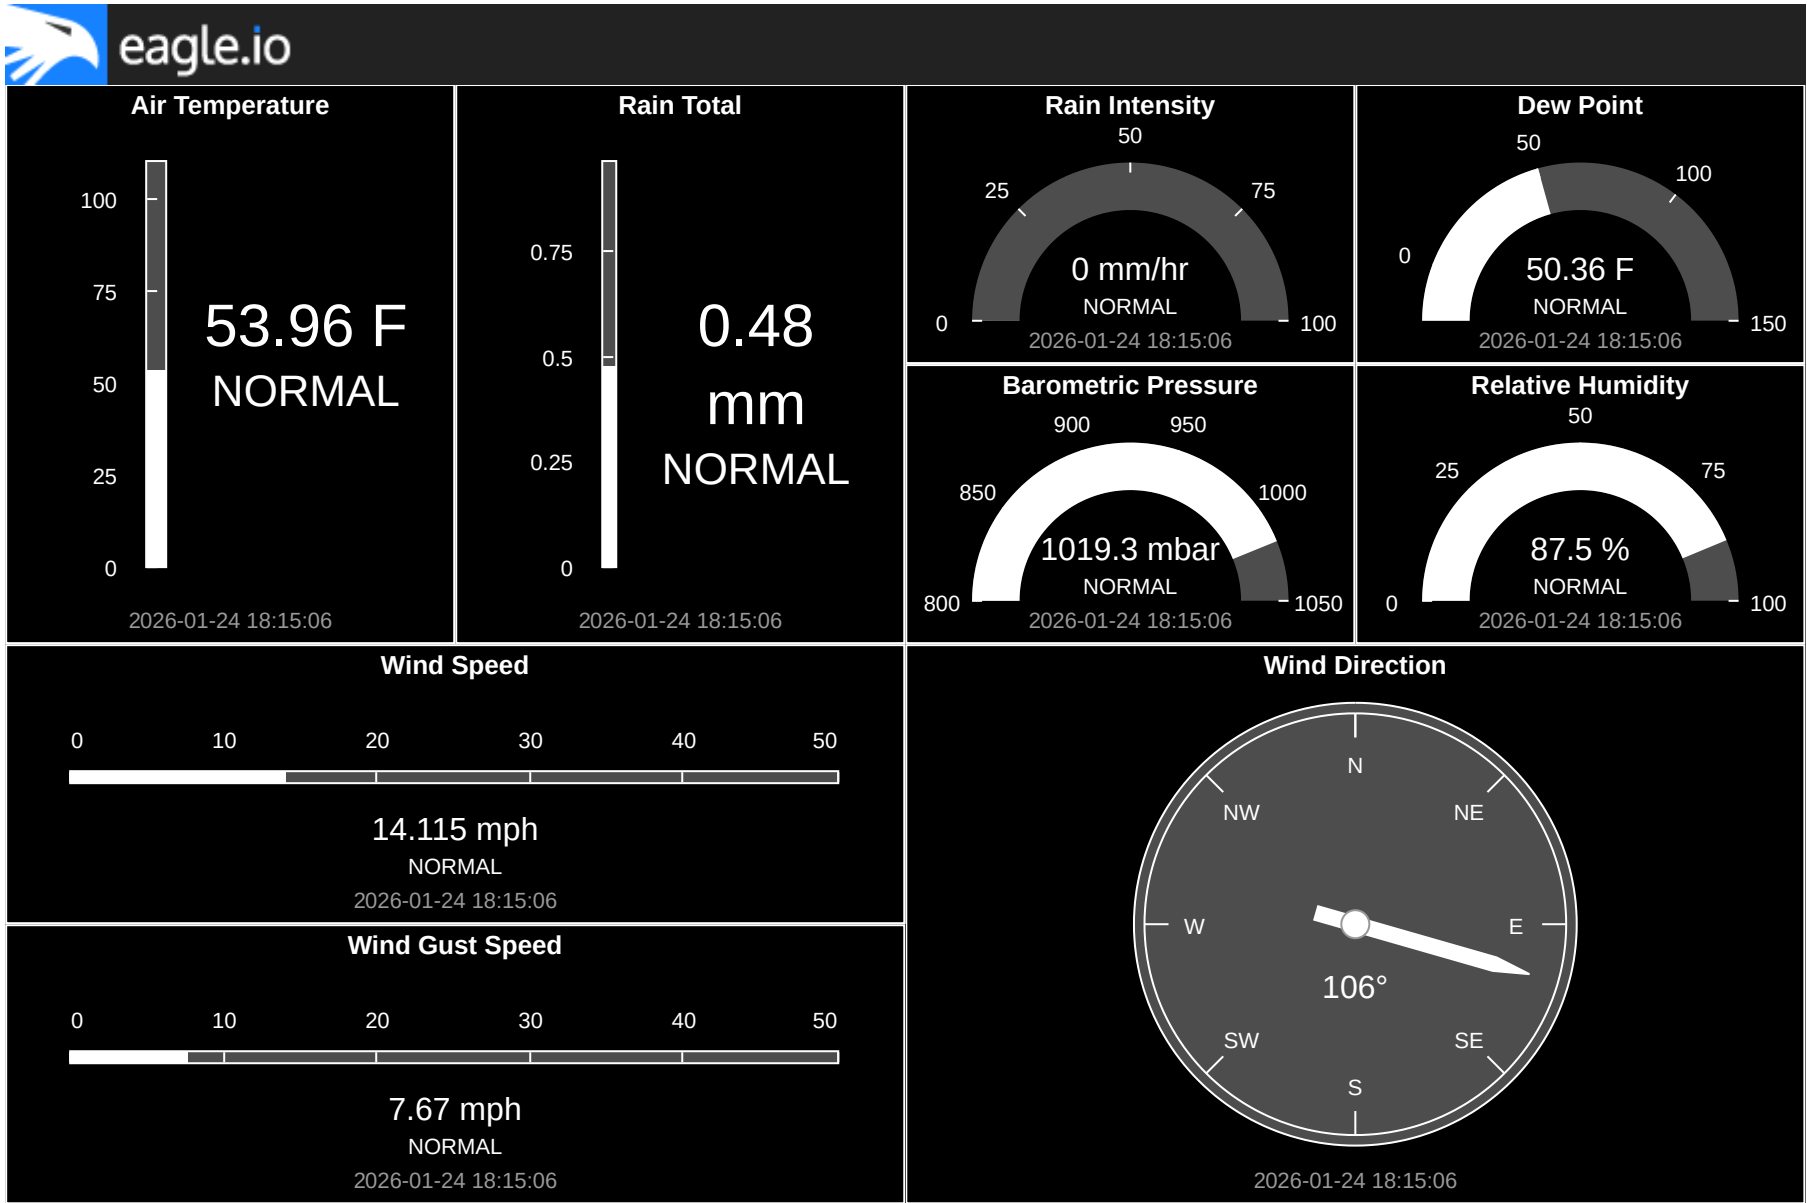 eagle.io
Air Temperature
100
75
50
25
0
53.96 F
NORMAL
2026-01-24 18:15:06
Rain Total
0.75
0.5
0.25
0
0.48
mm
NORMAL
2026-01-24 18:15:06
Rain Intensity
0
25
50
75
100
0 mm/hr
NORMAL
2026-01-24 18:15:06
Dew Point
0
50
100
150
50.36 F
NORMAL
2026-01-24 18:15:06
Barometric Pressure
800
850
900
950
1000
1050
1019.3 mbar
NORMAL
2026-01-24 18:15:06
Relative Humidity
0
25
50
75
100
87.5 %
NORMAL
2026-01-24 18:15:06
Wind Speed
0 10 20 30 40 50
14.115 mph
NORMAL
2026-01-24 18:15:06
Wind Gust Speed
0 10 20 30 40 50
7.67 mph
NORMAL
2026-01-24 18:15:06
Wind Direction
N
NW NE
W E
106°
SW SE
S
2026-01-24 18:15:06